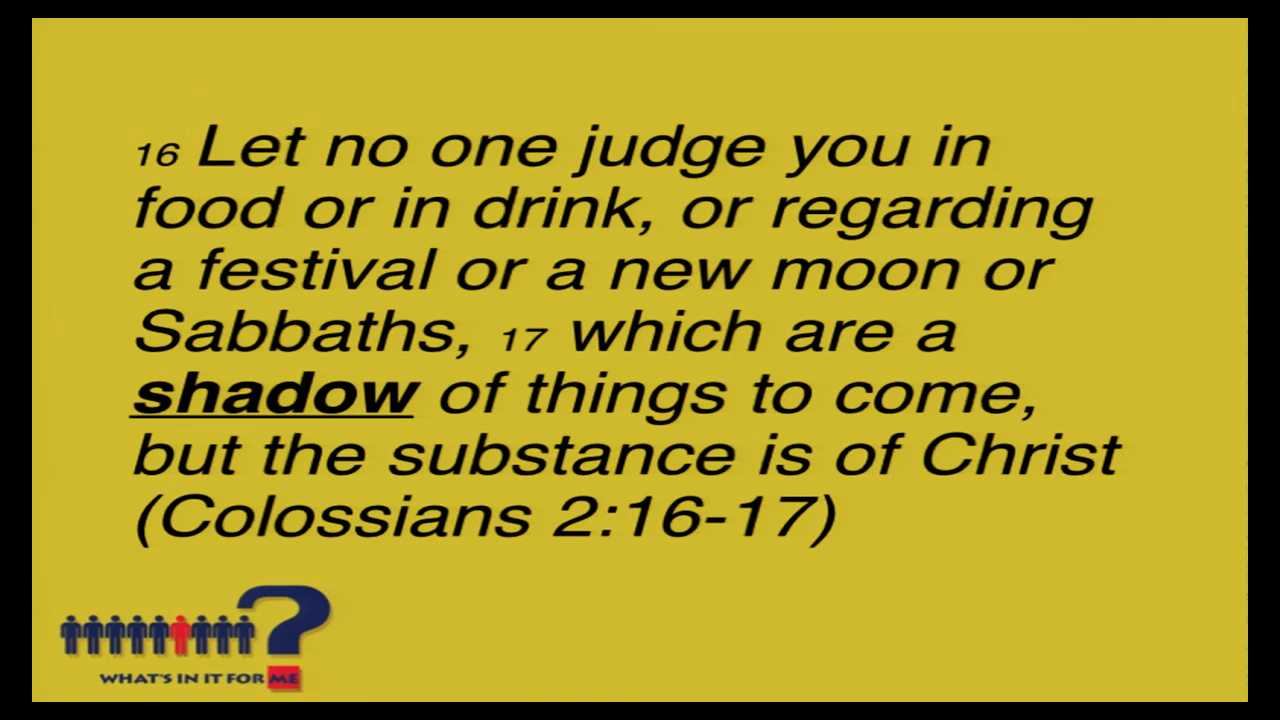 16 Let no one judge you in
food or in drink, or regarding
a festival or a new moon or
Sabbaths, 17 which are a
shadow of things to come,
but the substance is of Christ
(Colossians 2:16-17)
?
WHAT'S IN IT FOR ME